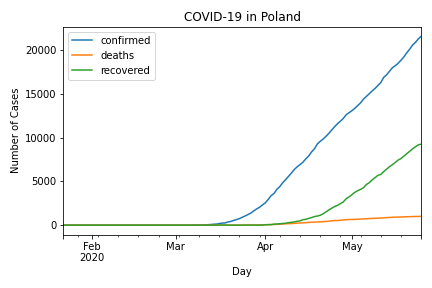 COVID-19 in Poland
confirmed
deaths
recovered
Number of Cases
20000
15000
10000
5000
0
Feb
2020
Mar
Apr
May
Day